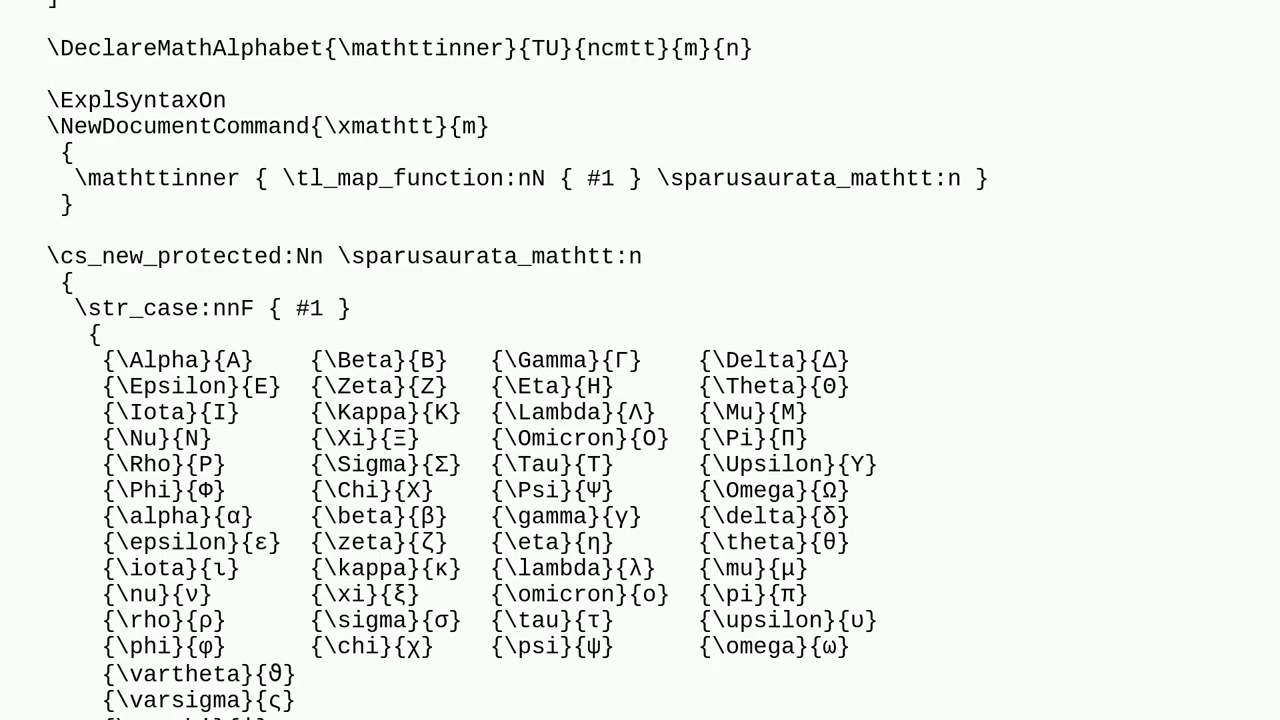 ]
\DeclareMathAlphabet{\mathttinner}{TU}{ncmtt}{m}{n}
\ExplSyntaxOn
\NewDocumentCommand{\xmathtt}{m}
{
\mathttinner { \tl_map_function:nN { #1 } \sparusaurata_mathtt:n }
}
\cs_new_protected:Nn \sparusaurata_mathtt:n
{
\str_case:nnF { #1 }
{
{\Alpha}{Α} {\Beta}{Β} {\Gamma}{Γ} {\Delta}{Δ}
{\Epsilon}{Ε} {\Zeta}{Ζ} {\Eta}{Η} {\Theta}{Θ}
{\Iota}{Ι} {\Kappa}{Κ} {\Lambda}{Λ} {\Mu}{Μ}
{\Nu}{Ν} {\Xi}{Ξ} {\Omicron}{Ο} {\Pi}{Π}
{\Rho}{Ρ} {\Sigma}{Σ} {\Tau}{Τ} {\Upsilon}{Υ}
{\Phi}{Φ} {\Chi}{Χ} {\Psi}{Ψ} {\Omega}{Ω}
{\alpha}{α} {\beta}{β} {\gamma}{γ} {\delta}{δ}
{\epsilon}{ε} {\zeta}{ζ} {\eta}{η} {\theta}{θ}
{\iota}{ι} {\kappa}{κ} {\lambda}{λ} {\mu}{μ}
{\nu}{ν} {\xi}{ξ} {\omicron}{ο} {\pi}{π}
{\rho}{ρ} {\sigma}{σ} {\tau}{τ} {\upsilon}{υ}
{\phi}{φ} {\chi}{χ} {\psi}{ψ} {\omega}{ω}
{\vartheta}{ϑ}
{\varsigma}{ς}